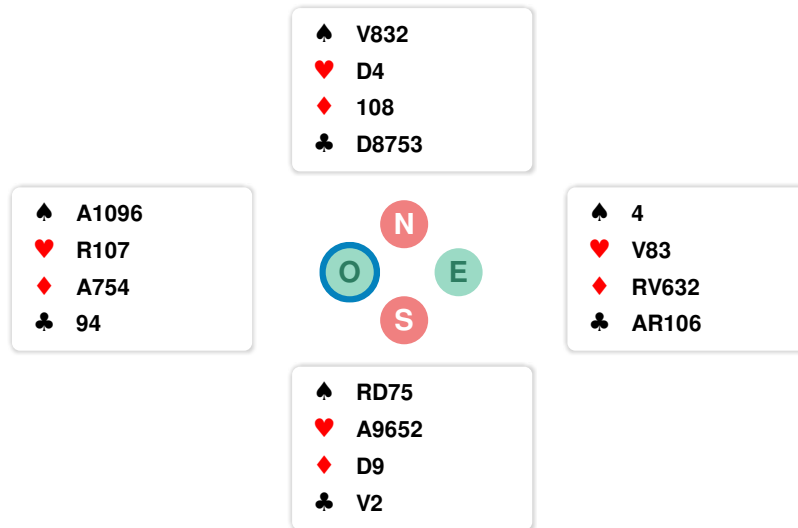 ♠ V832
♥ D4
♦ 108
♣ D8753
♠ A1096
♥ R107
♦ A754
♣ 94
N
O E
S
♠ 4
♥ V83
♦ RV632
♣ AR106
♠ RD75
♥ A9652
♦ D9
♣ V2